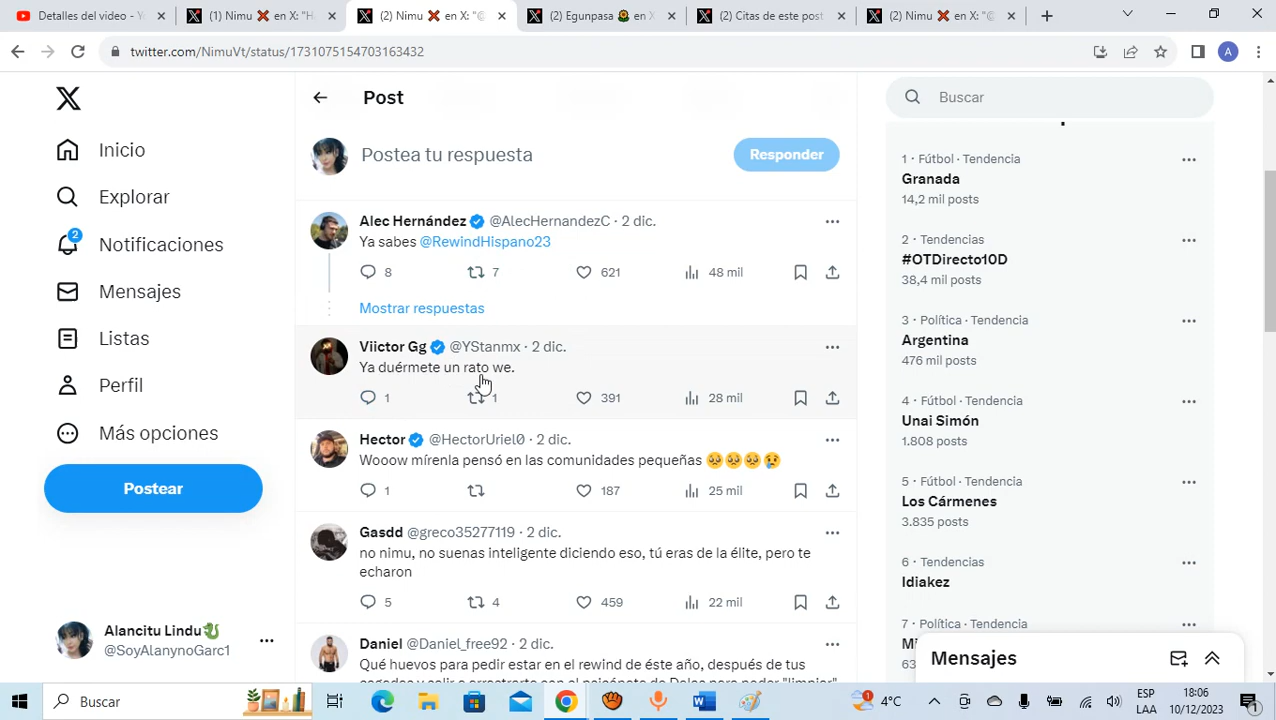 Detalles del video - Y
(1) Nimu ❌ en X: "H
(2) Nimu ❌ en X: "@
(2) Egunpasa 🌻 en X
(2) Citas de este post
(2) Nimu ❌ en X: "@
twitter.com/NimuVt/status/1731075154703163432
A
Inicio
Explorar
2
Notificaciones
Mensajes
Listas
Perfil
Más opciones
Postear
Alancitu Lindu🐉
@SoyAlanynoGarc1
Post
Postea tu respuesta
Responder
Alec Hernández @AlecHernandezC · 2 dic.
Ya sabes @RewindHispano23
8 7 621 48 mil
Mostrar respuestas
Viictor Gg @YStanmx · 2 dic.
Ya duérmete un rato we.
1 1 391 28 mil
Hector @HectorUriel0 · 2 dic.
Wooow mírenla pensó en las comunidades pequeñas 🥺🥺🥺😢
1 187 25 mil
Gasdd @greco35277119 · 2 dic.
no nimu, no suenas inteligente diciendo eso, tú eras de la élite, pero te
echaron
5 4 459 22 mil
Daniel @Daniel_free92 · 2 dic.
Qué huevos para pedir estar en el rewind de éste año, después de tus
Buscar
1 · Fútbol · Tendencia
Granada
14,2 mil posts
2 · Tendencias
#OTDirecto10D
38,4 mil posts
3 · Política · Tendencia
Argentina
476 mil posts
4 · Fútbol · Tendencia
Unai Simón
1.808 posts
5 · Fútbol · Tendencia
Los Cármenes
3.835 posts
6 · Tendencias
Idiakez
7 · Política · Tendencia
Mensajes
Buscar
1
4°C
ESP
LAA
18:06
10/12/2023
1